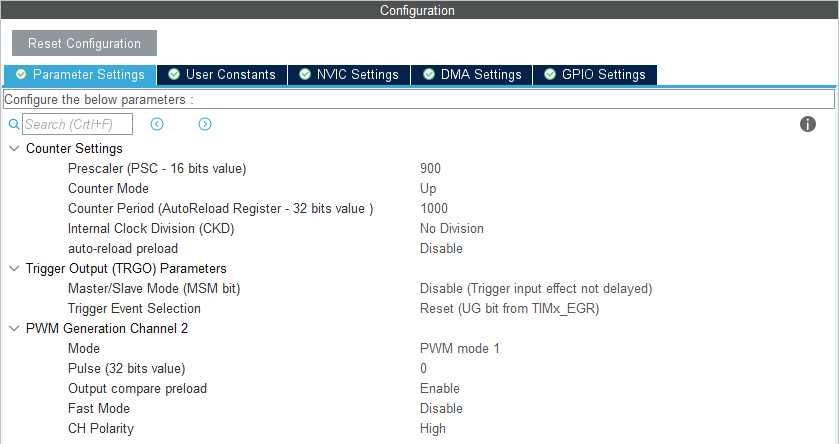 Configuration
Reset Configuration
Parameter Settings User Constants NVIC Settings DMA Settings GPIO Settings
Configure the below parameters :
Search (Crtl+F)
Counter Settings
Prescaler (PSC - 16 bits value) 900
Counter Mode Up
Counter Period (AutoReload Register - 32 bits value ) 1000
Internal Clock Division (CKD) No Division
auto-reload preload Disable
Trigger Output (TRGO) Parameters
Master/Slave Mode (MSM bit) Disable (Trigger input effect not delayed)
Trigger Event Selection Reset (UG bit from TIMx_EGR)
PWM Generation Channel 2
Mode PWM mode 1
Pulse (32 bits value) 0
Output compare preload Enable
Fast Mode Disable
CH Polarity High